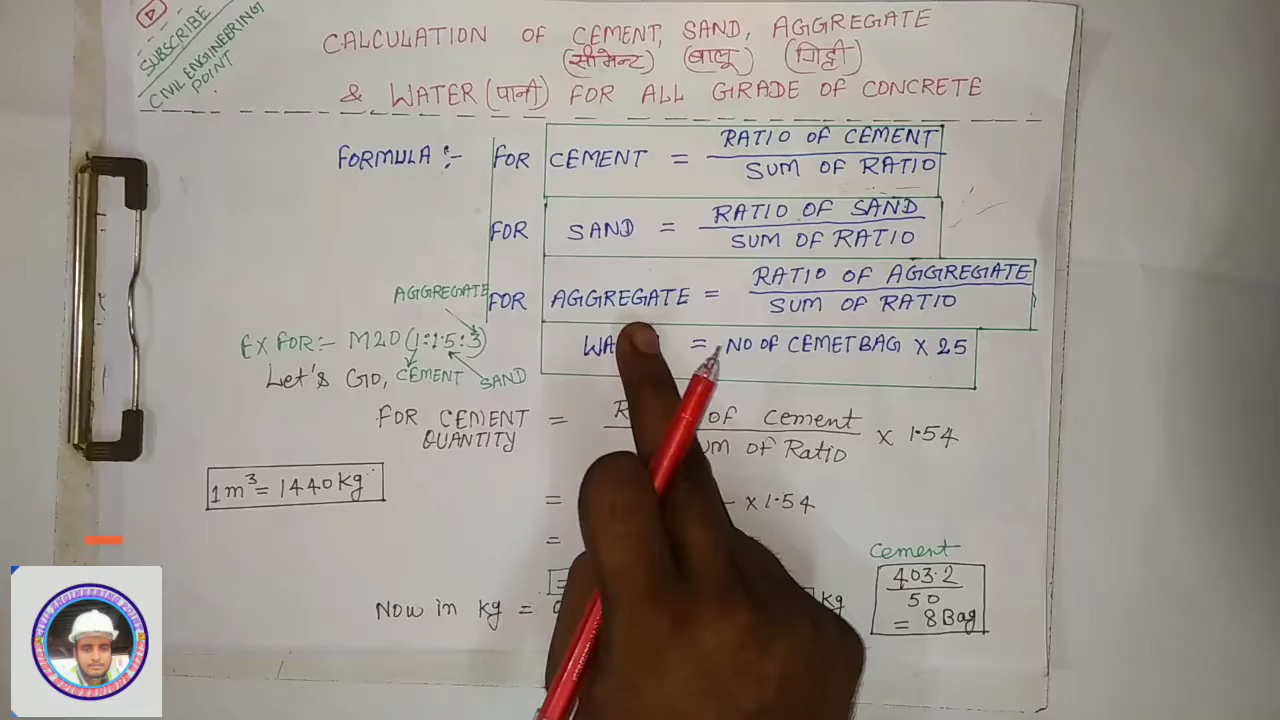 SUBSCRIBE
CIVIL ENGINEERING
POINT
CALCULATION OF CEMENT, SAND, AGGREGATE
(सीमेन्ट) (बालू) (गिट्टी)
& WATER (पानी) FOR ALL GRADE OF CONCRETE
FORMULA :- FOR CEMENT = RATIO OF CEMENT
SUM OF RATIO
FOR SAND = RATIO OF SAND
SUM OF RATIO
FOR AGGREGATE = RATIO OF AGGREGATE
SUM OF RATIO
= NO OF CEMETBAG X 25
AGGREGATE
EX FOR:- M20 (1:1.5:3)
Let's GO, CEMENT SAND
FOR CEMENT QUANTITY = of cement
of Ratio X 1.54
1m³ = 1440 kg
= X 1.54
=
=
Now in kg = kg
Cement
403.2
50
= 8 Bag
CIVIL ENGINEERING POINT